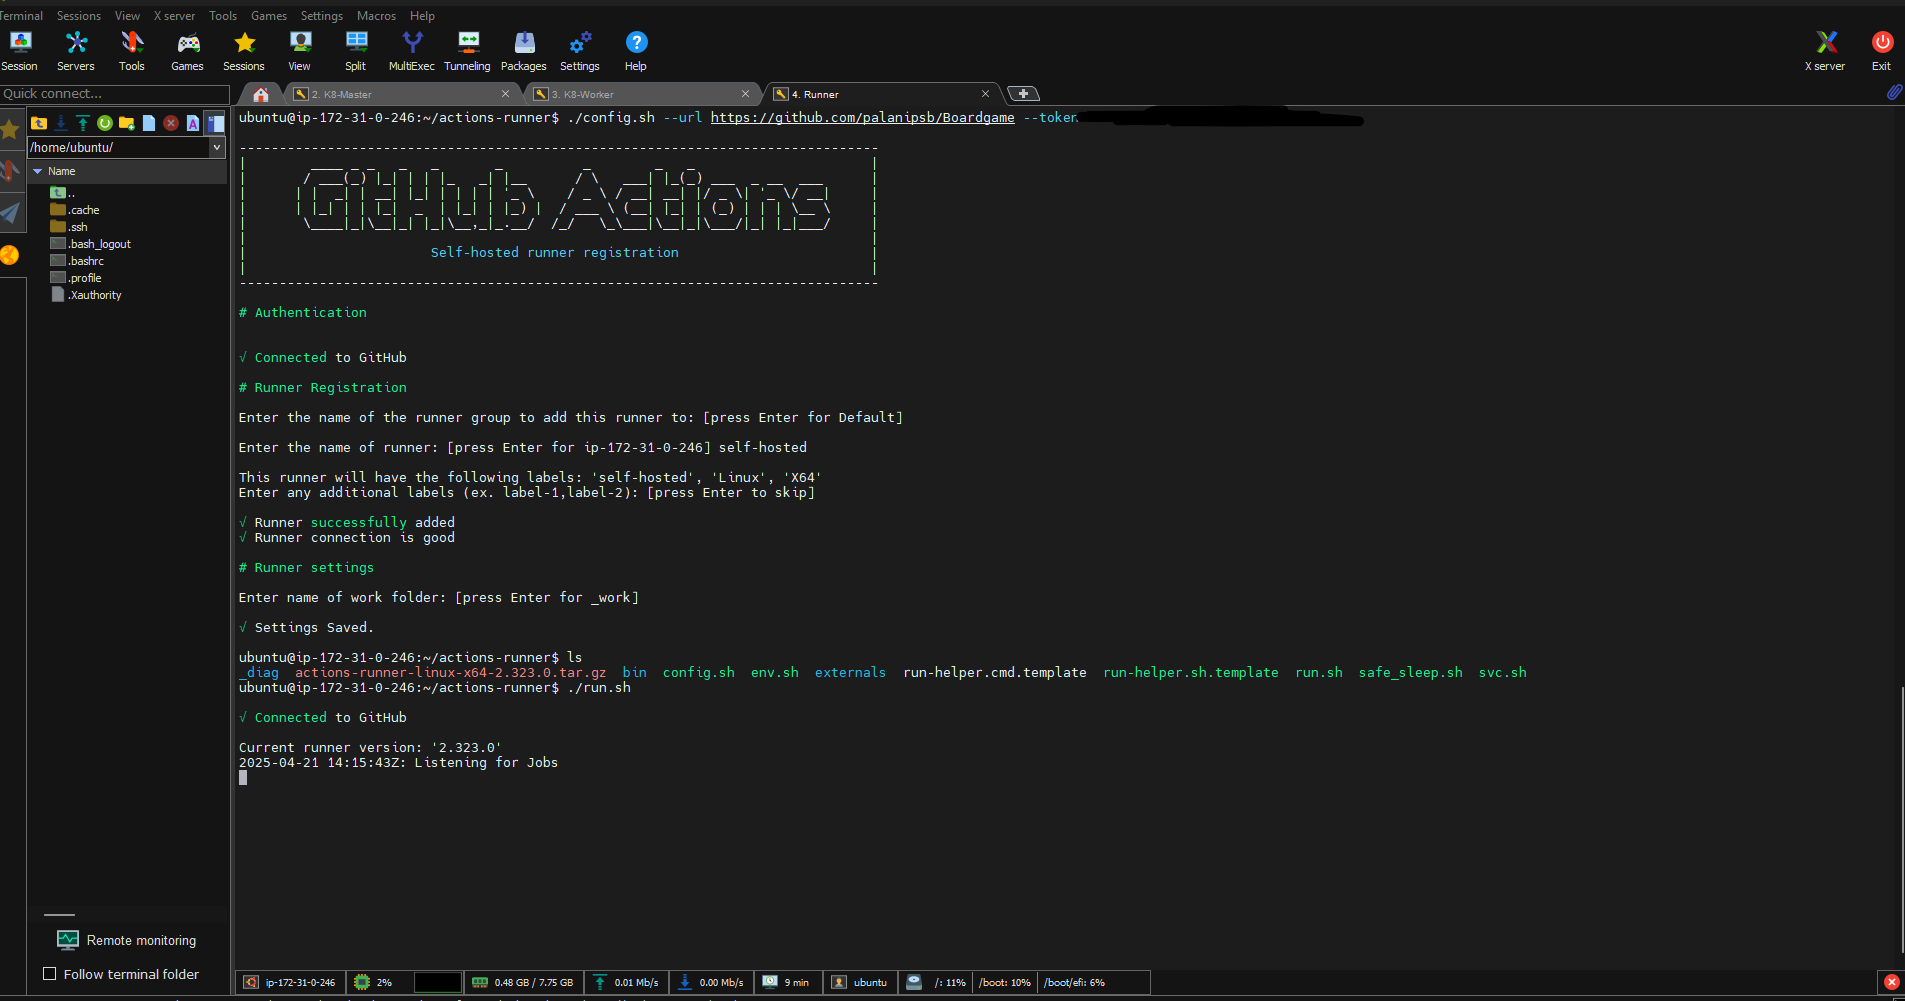 Terminal Sessions View X server Tools Games Settings Macros Help
Session Servers Tools Games Sessions View Split MultiExec Tunneling Packages Settings Help X server Exit
Quick connect...
2. K8-Master
3. K8-Worker
4. Runner
/home/ubuntu/
Name
..
.cache
.ssh
.bash_logout
.bashrc
.profile
.Xauthority
ubuntu@ip-172-31-0-246:~/actions-runner$ ./config.sh --url https://github.com/palanipsb/Boardgame --token
GitHub Actions
Self-hosted runner registration
# Authentication
√ Connected to GitHub
# Runner Registration
Enter the name of the runner group to add this runner to: [press Enter for Default]
Enter the name of runner: [press Enter for ip-172-31-0-246] self-hosted
This runner will have the following labels: 'self-hosted', 'Linux', 'X64'
Enter any additional labels (ex. label-1,label-2): [press Enter to skip]
√ Runner successfully added
√ Runner connection is good
# Runner settings
Enter name of work folder: [press Enter for _work]
√ Settings Saved.
ubuntu@ip-172-31-0-246:~/actions-runner$ ls
_diag actions-runner-linux-x64-2.323.0.tar.gz bin config.sh env.sh externals run-helper.cmd.template run-helper.sh.template run.sh safe_sleep.sh svc.sh
ubuntu@ip-172-31-0-246:~/actions-runner$ ./run.sh
√ Connected to GitHub
Current runner version: '2.323.0'
2025-04-21 14:15:43Z: Listening for Jobs
Remote monitoring
Follow terminal folder
ip-172-31-0-246 2% 0.48 GB / 7.75 GB 0.01 Mb/s 0.00 Mb/s 9 min ubuntu /: 11% /boot: 10% /boot/efi: 6%